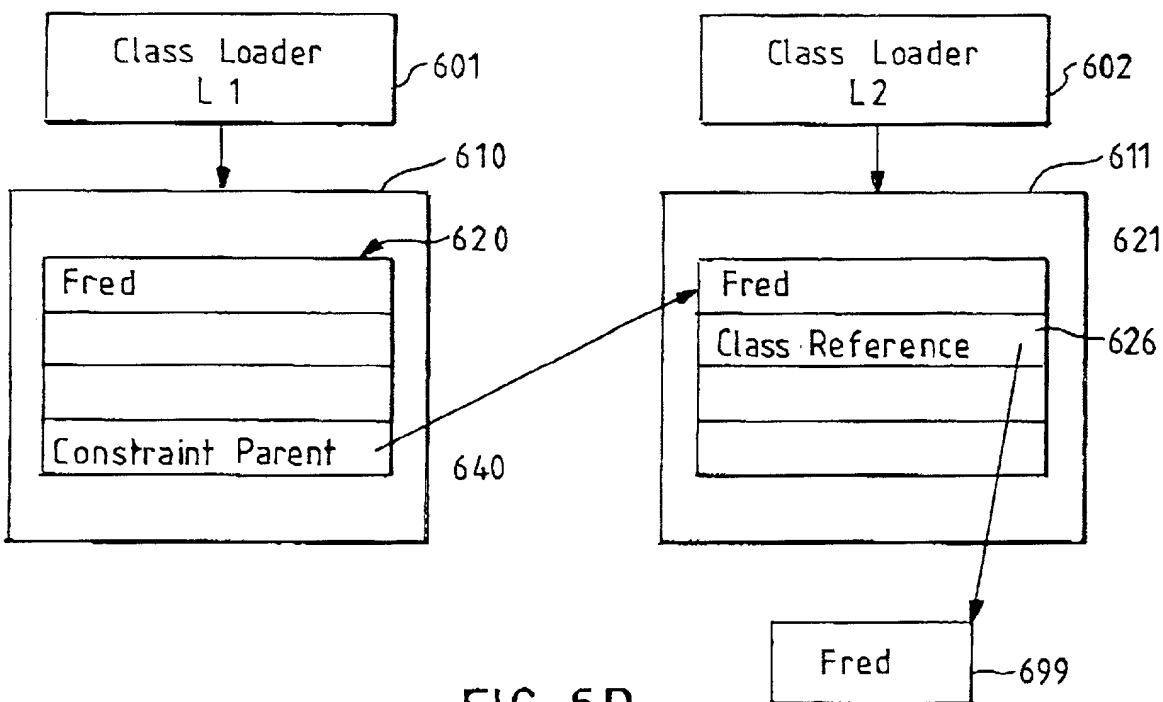 Class Loader
L 1
601
Class Loader
L2
602
610
611
620
621
Fred
Fred
Class Reference
626
Constraint Parent
640
Fred
699